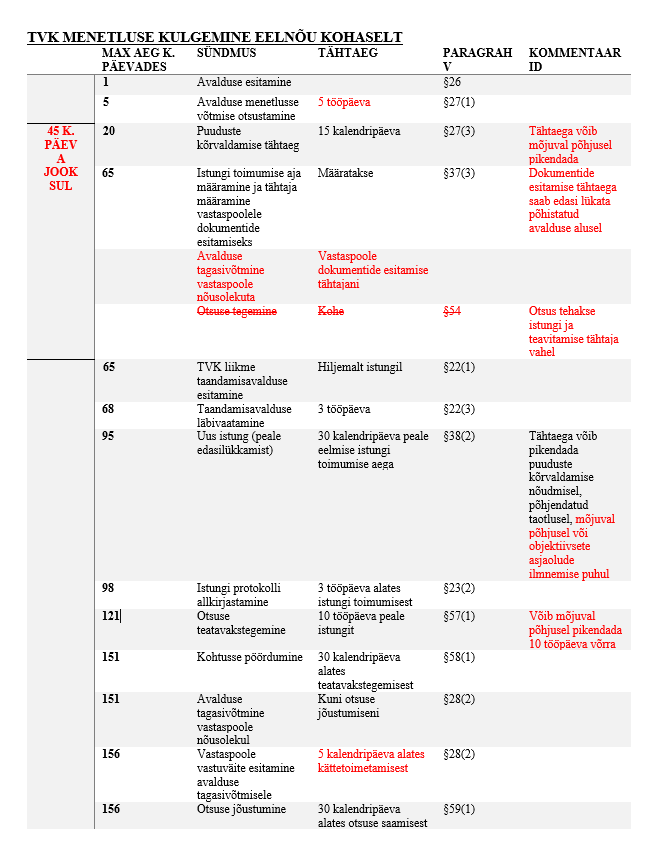 TVK MENETLUSE KULGEMINE EELNÕU KOHASELT
MAX AEG K. PÄEVADES SÜNDMUS TÄHTAEG PARAGRAHV KOMMENTAARID
1 Avalduse esitamine §26
5 Avalduse menetlusse võtmise otsustamine 5 tööpäeva §27(1)
45 K. PÄEVA JOOKSUL
20 Puuduste kõrvaldamise tähtaeg 15 kalendripäeva §27(3) Tähtaega võib mõjuval põhjusel pikendada
65 Istungi toimumise aja määramine ja tähtaja määramine vastaspoolele dokumentide esitamiseks Määratakse §37(3) Dokumentide esitamise tähtaega saab edasi lükata põhistatud avalduse alusel
Avalduse tagasivõtmine vastaspoole nõusolekuta Vastaspoole dokumentide esitamise tähtajani
Otsuse tegemine Kohe §54 Otsus tehakse istungi ja teavitamise tähtaja vahel
65 TVK liikme taandamisavalduse esitamine Hiljemalt istungil §22(1)
68 Taandamisavalduse läbivaatamine 3 tööpäeva §22(3)
95 Uus istung (peale edasilükkamist) 30 kalendripäeva peale eelmise istungi toimumise aega §38(2) Tähtaega võib pikendada puuduste kõrvaldamise nõudmisel, põhjendatud taotlusel, mõjuval põhjusel või objektiivsete asjaolude ilmnemise puhul
98 Istungi protokolli allkirjastamine 3 tööpäeva alates istungi toimumisest §23(2)
121 Otsuse teatavakstegemine 10 tööpäeva peale istungit §57(1) Võib mõjuval põhjusel pikendada 10 tööpäeva võrra
151 Kohtusse pöördumine 30 kalendripäeva alates teatavakstegemisest §58(1)
151 Avalduse tagasivõtmine vastaspoole nõusolekul Kuni otsuse jõustumiseni §28(2)
156 Vastaspoole vastuväite esitamine avalduse tagasivõtmisele 5 kalendripäeva alates kättetoimetamisest §28(2)
156 Otsuse jõustumine 30 kalendripäeva alates otsuse saamisest §59(1)